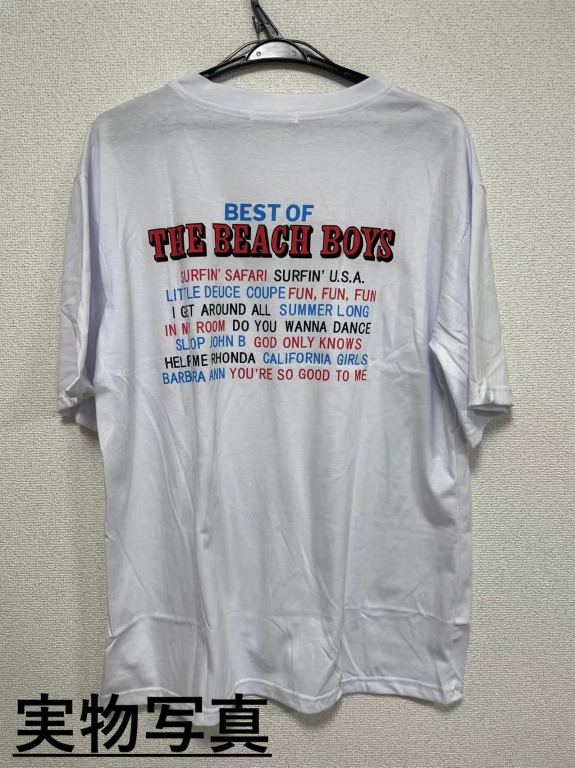 BEST OF
THE BEACH BOYS
SURFIN' SAFARI SURFIN' U.S.A.
LITTLE DEUCE COUPE FUN, FUN, FUN
I GET AROUND ALL SUMMER LONG
IN MY ROOM DO YOU WANNA DANCE
SLOOP JOHN B GOD ONLY KNOWS
HELP ME RHONDA CALIFORNIA GIRLS
BARBRA ANN YOU'RE SO GOOD TO ME
実物写真